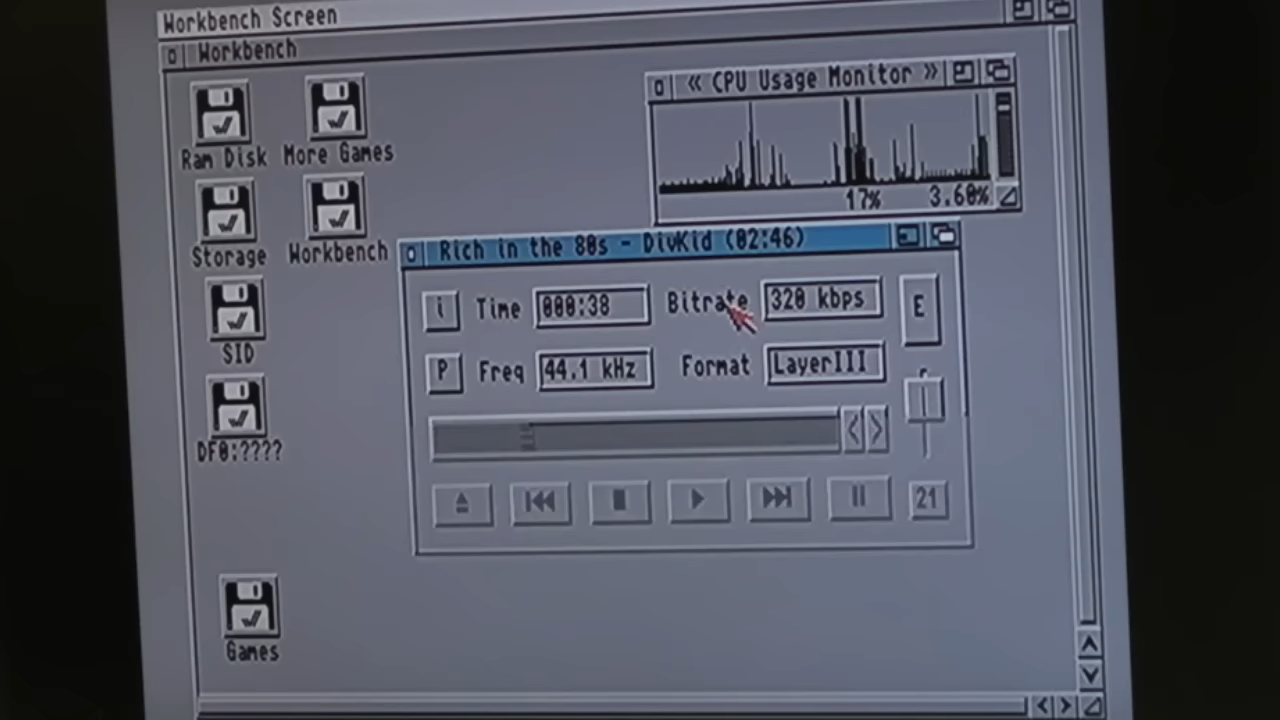 Workbench Screen
Workbench
Ram Disk
More Games
Storage
Workbench
SID
DF0:????
Games
« CPU Usage Monitor »
17%
3.60%
Rich in the 80s - DivKid (02:46)
i
Time
000:38
Bitrate
320 kbps
E
P
Freq
44.1 kHz
Format
LayerIII
21